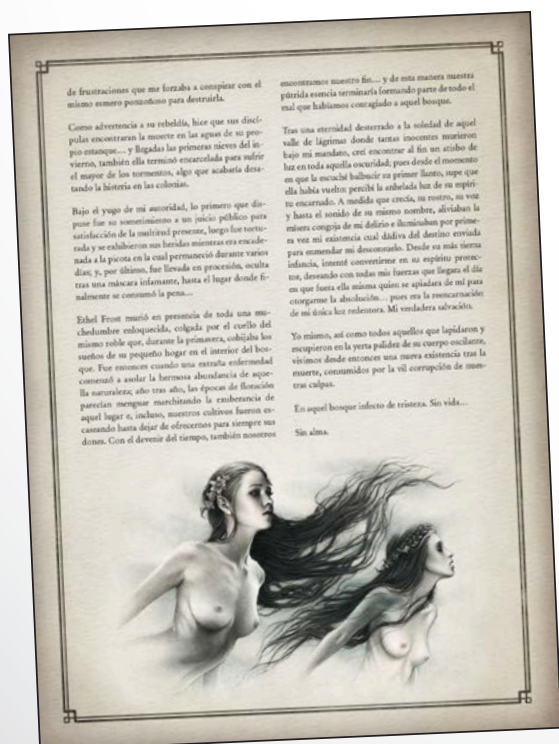 de frustraciones que me forzaba a conspirar con el
mismo esmero ponzoñoso para destruirla.
Como advertencia a su rebeldía, hice que sus discí-
pulas encontraran la muerte en las aguas de su pro-
pio estanque... y llegadas las primeras nieves del in-
vierno, también ella terminó encarcelada para sufrir
el mayor de los tormentos, algo que acabaría desa-
tando la histeria en las colonias.
Bajo el yugo de mi autoridad, lo primero que dis-
puse fue su sometimiento a un juicio público para
satisfacción de la multitud presente, luego fue tortu-
rada y se exhibieron sus heridas mientras era encade-
nada a la picota en la cual permaneció durante varios
días; y, por último, fue llevada en procesión, oculta
tras una máscara infamante, hasta el lugar donde fi-
nalmente se consumó la pena...
Ethel Frost murió en presencia de toda una mu-
chedumbre enloquecida, colgada por el cuello del
mismo roble que, durante la primavera, cobijaba los
sueños de su pequeño hogar en el interior del bos-
que. Fue entonces cuando una extraña enfermedad
comenzó a asolar la hermosa abundancia de aque-
lla naturaleza; año tras año, las épocas de floración
parecían menguar marchitando la exuberancia de
aquel lugar e, incluso, nuestros cultivos fueron es-
caseando hasta dejar de ofrecernos para siempre sus
dones. Con el devenir del tiempo, también nosotros
encontramos nuestro fin... y de esta manera nuestra
pútrida esencia terminaría formando parte de todo el
mal que habíamos contagiado a aquel bosque.
Tras una eternidad desterrado a la soledad de aquel
valle de lágrimas donde tantas inocentes murieron
bajo mi mandato, creí encontrar al fin un atisbo de
luz en toda aquella oscuridad; pues desde el momento
en que la escuché balbucir su primer llanto, supe que
ella había vuelto: percibí la anhelada luz de su espíri-
tu encarnado. A medida que crecía, su rostro, su voz
y hasta el sonido de su mismo nombre, aliviaban la
mísera congoja de mi delirio e iluminaban por prime-
ra vez mi existencia cual dádiva del destino enviada
para enmendar mi desconsuelo. Desde su más tierna
infancia, intenté convertirme en su espíritu protec-
tor, deseando con todas mis fuerzas que llegara el día
en que fuera ella misma quien se apiadara de mí para
otorgarme la absolución... pues era la reencarnación
de mi única luz redentora. Mi verdadera salvación.
Yo mismo, así como todos aquellos que lapidaron y
escupieron en la yerta palidez de su cuerpo oscilante,
vivimos desde entonces una nueva existencia tras la
muerte, consumidos por la vil corrupción de nues-
tras culpas.
En aquel bosque infecto de tristeza. Sin vida...
Sin alma.